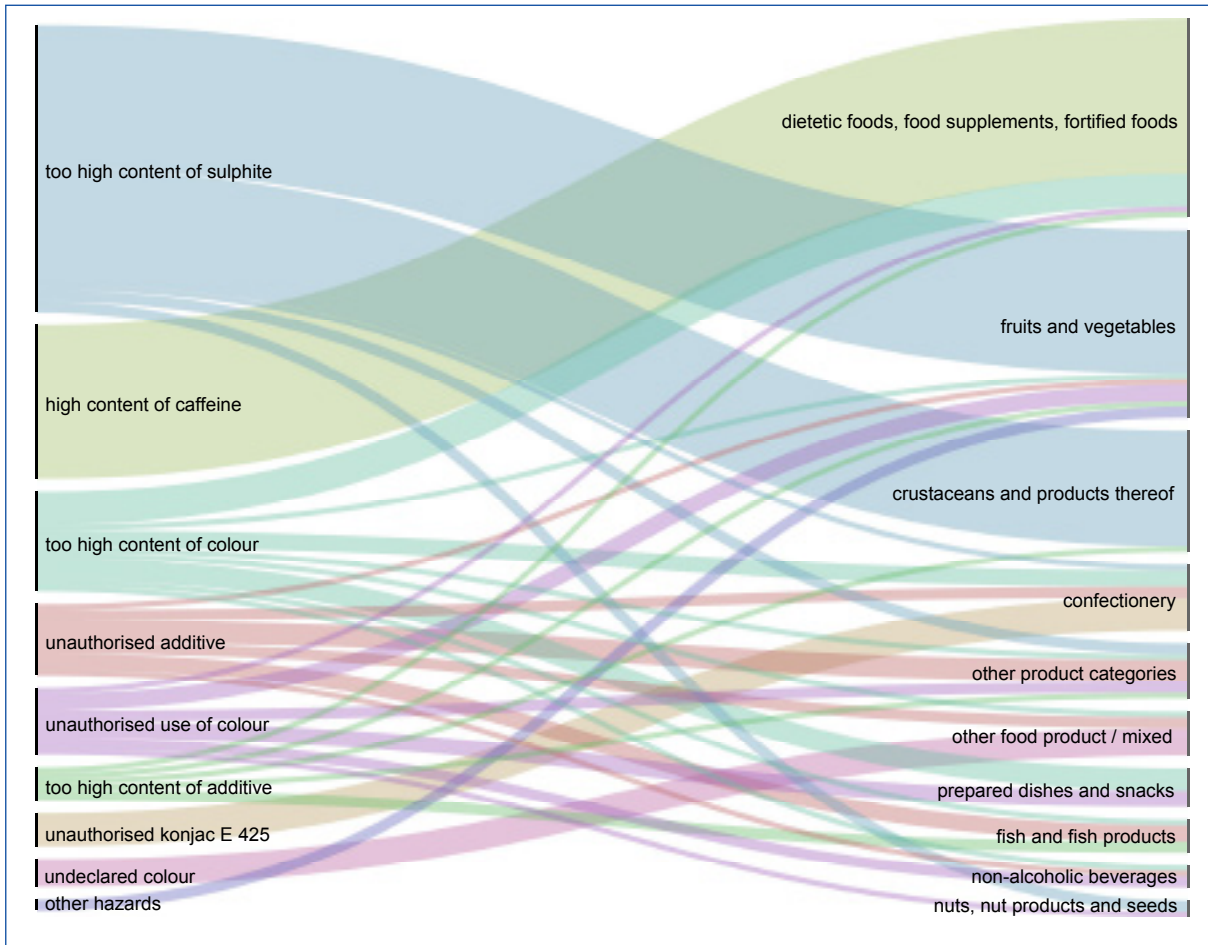 too high content of sulphite
high content of caffeine
too high content of colour
unauthorised additive
unauthorised use of colour
too high content of additive
unauthorised konjac E 425
undeclared colour
other hazards
dietetic foods, food supplements, fortified foods
fruits and vegetables
crustaceans and products thereof
confectionery
other product categories
other food product / mixed
prepared dishes and snacks
fish and fish products
non-alcoholic beverages
nuts, nut products and seeds